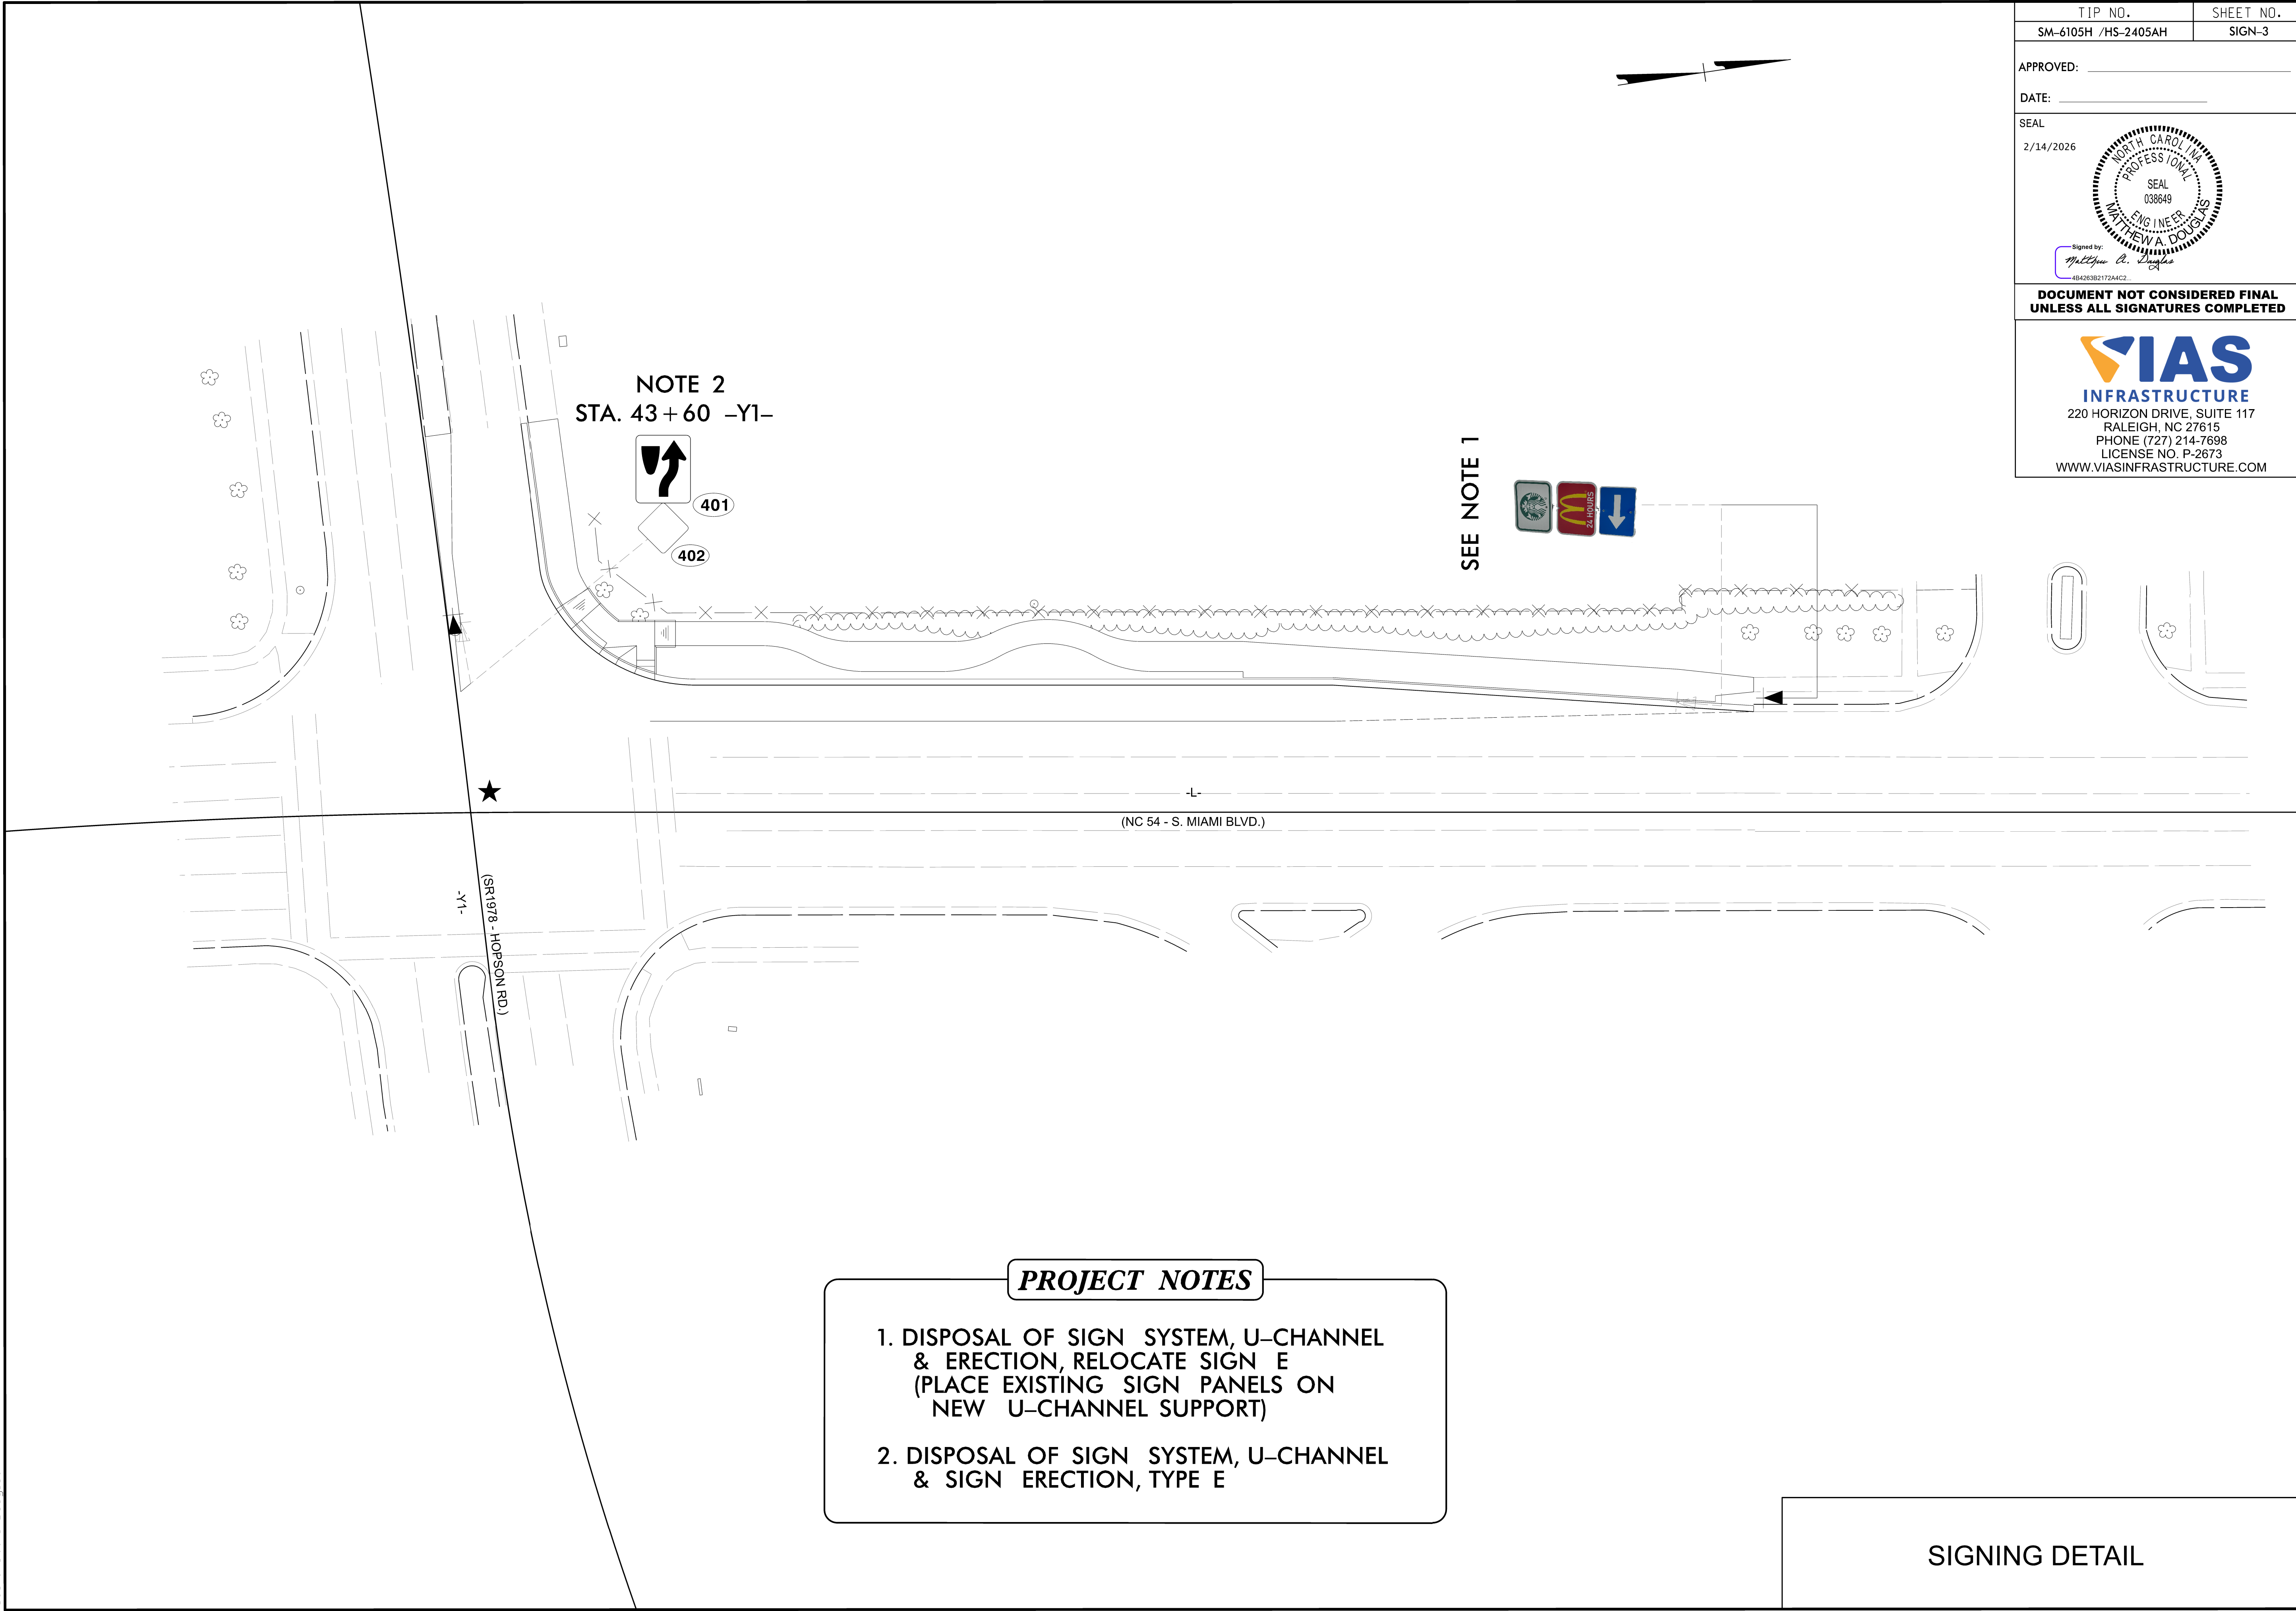 TIP NO. SHEET NO.
SM-6105H /HS-2405AH SIGN-3
APPROVED:
DATE:
SEAL
2/14/2026
NORTH CAROLINA
PROFESSIONAL
SEAL
038649
ENGINEER
MATTHEW A. DOUGLAS
Signed by:
Matthew A. Douglas
4B4263B2172A4C2...
DOCUMENT NOT CONSIDERED FINAL
UNLESS ALL SIGNATURES COMPLETED
VIAS
INFRASTRUCTURE
220 HORIZON DRIVE, SUITE 117
RALEIGH, NC 27615
PHONE (727) 214-7698
LICENSE NO. P-2673
WWW.VIASINFRASTRUCTURE.COM
NOTE 2
STA. 43+60 -Y1-
401
402
SEE NOTE 1
24 HOURS
-L-
(NC 54 - S. MIAMI BLVD.)
-Y1-
(SR1978 - HOPSON RD.)
PROJECT NOTES
1. DISPOSAL OF SIGN SYSTEM, U-CHANNEL
& ERECTION, RELOCATE SIGN E
(PLACE EXISTING SIGN PANELS ON
NEW U-CHANNEL SUPPORT)
2. DISPOSAL OF SIGN SYSTEM, U-CHANNEL
& SIGN ERECTION, TYPE E
SIGNING DETAIL